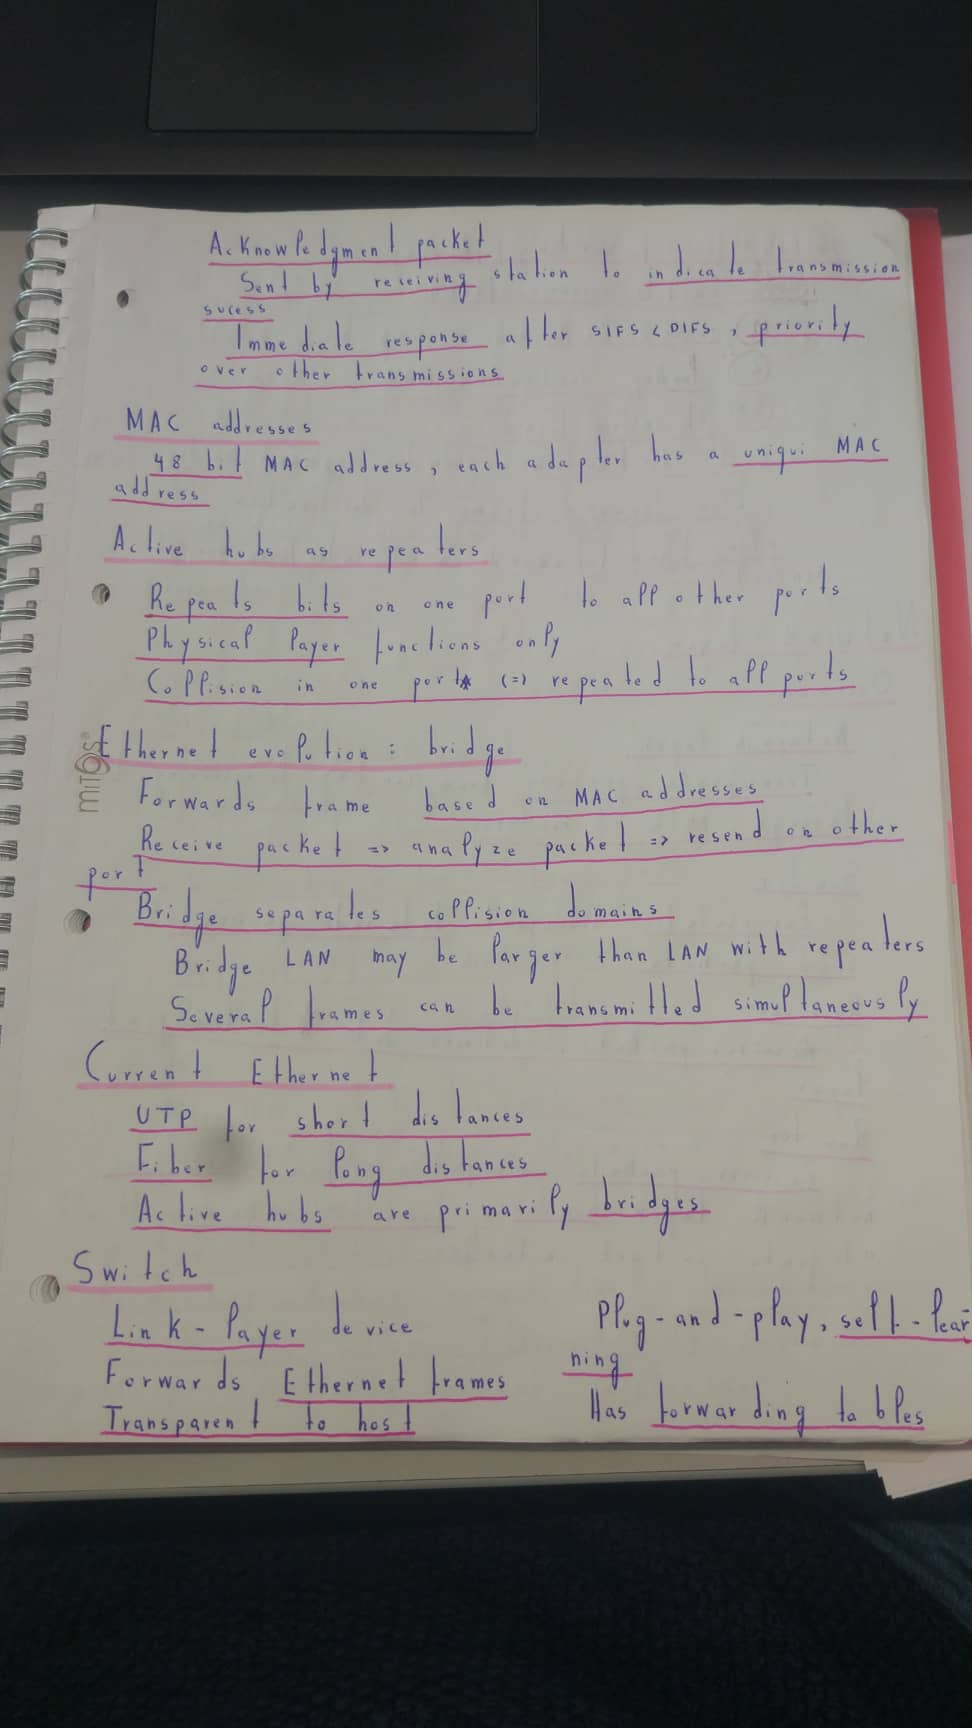 Acknowledgment packet
Sent by receiving station to indicate transmission
sucess
Immediate response after SIFS < DIFS, priority
over other transmissions
MAC addresses
48 bit MAC address, each adapter has a uniqui MAC
address
Active hubs as repeaters
Repeats bits on one port to all other ports
Physical layer functions only
Collision in one port (=) repeated to all ports
mitos®
Ethernet evolution: bridge
Forwards frame based on MAC addresses
Receive packet => analyze packet => resend on other
port
Bridge separates collision domains
Bridge LAN may be larger than LAN with repeaters
Several frames can be transmitted simultaneously
Current Ethernet
UTP for short distances
Fiber for long distances
Active hubs are primarily bridges
Switch
Link-layer device
Forwards Ethernet frames
Transparent to host
Plug-and-play, self-lear
ning
Has forwarding tables